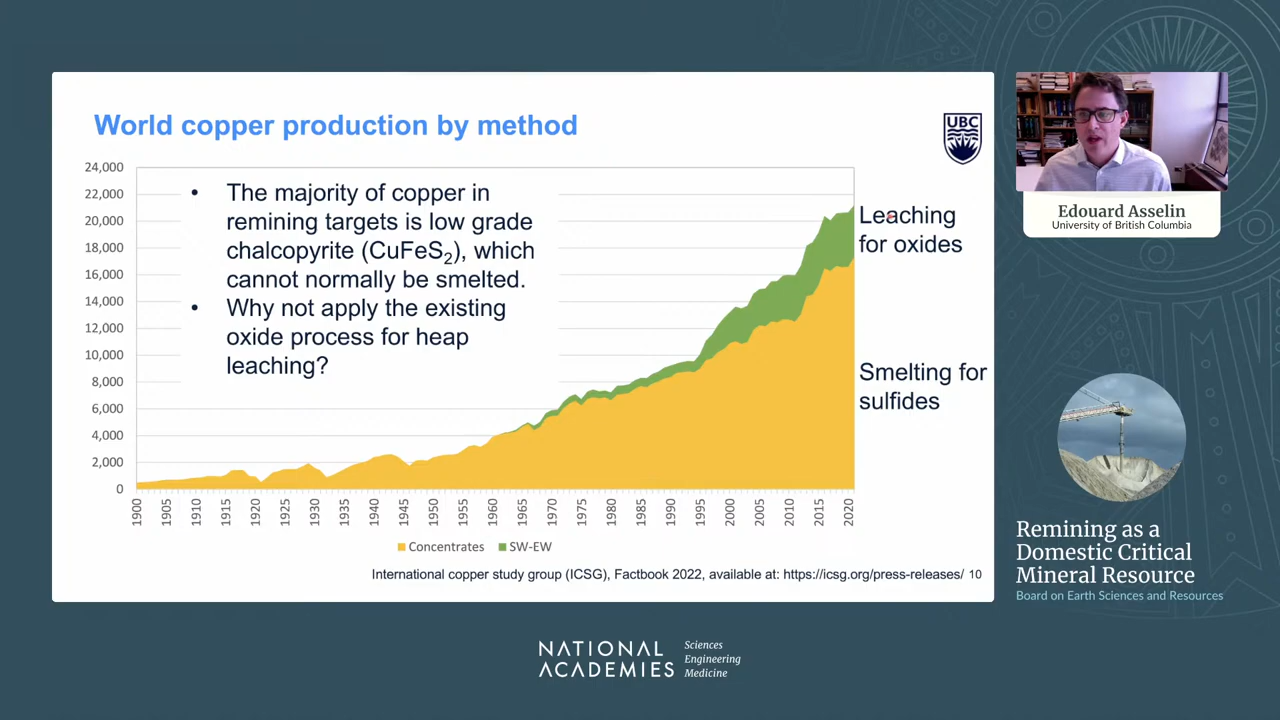 World copper production by method
UBC
24,000
22,000
20,000
18,000
16,000
14,000
12,000
10,000
8,000
6,000
4,000
2,000
0
• The majority of copper in
remining targets is low grade
chalcopyrite (CuFeS₂), which
cannot normally be smelted.
• Why not apply the existing
oxide process for heap
leaching?
Leaching
for oxides
Smelting for
sulfides
1900 1905 1910 1915 1920 1925 1930 1935 1940 1945 1950 1955 1960 1965 1970 1975 1980 1985 1990 1995 2000 2005 2010 2015 2020
Concentrates SW-EW
International copper study group (ICSG), Factbook 2022, available at: https://icsg.org/press-releases/ 10
Edouard Asselin
University of British Columbia
Remining as a
Domestic Critical
Mineral Resource
Board on Earth Sciences and Resources
NATIONAL
ACADEMIES
Sciences
Engineering
Medicine